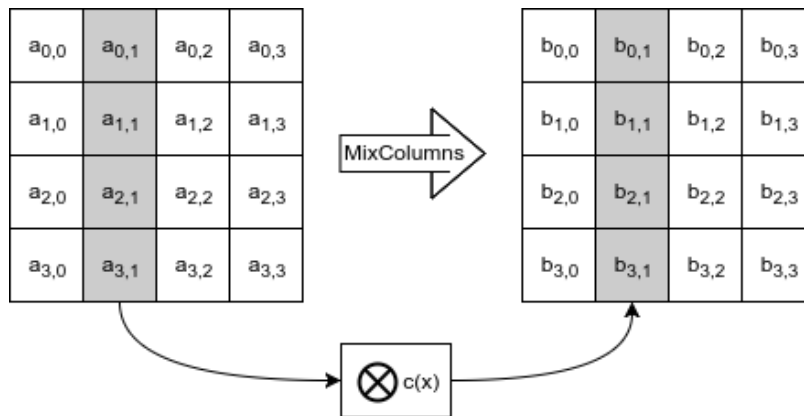 a0,0 a0,1 a0,2 a0,3 b0,0 b0,1 b0,2 b0,3
a1,0 a1,1 a1,2 a1,3 b1,0 b1,1 b1,2 b1,3
MixColumns
a2,0 a2,1 a2,2 a2,3 b2,0 b2,1 b2,2 b2,3
a3,0 a3,1 a3,2 a3,3 b3,0 b3,1 b3,2 b3,3
⊗ c(x)